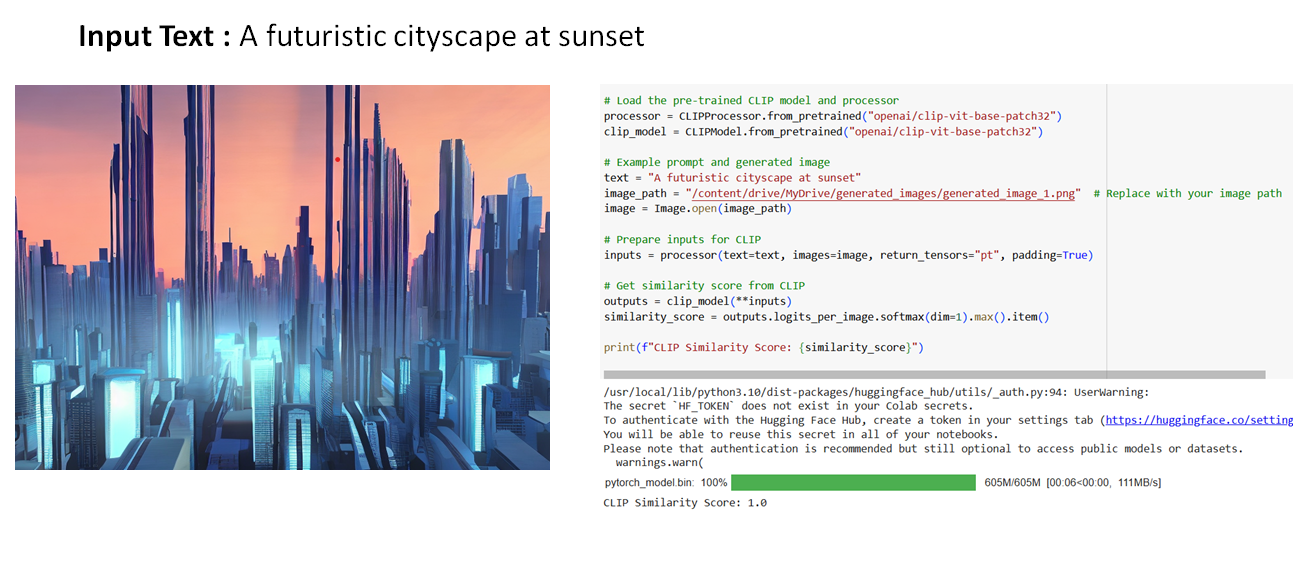 Input Text : A futuristic cityscape at sunset
# Load the pre-trained CLIP model and processor
processor = CLIPProcessor.from_pretrained("openai/clip-vit-base-patch32")
clip_model = CLIPModel.from_pretrained("openai/clip-vit-base-patch32")
# Example prompt and generated image
text = "A futuristic cityscape at sunset"
image_path = "/content/drive/MyDrive/generated_images/generated_image_1.png"  # Replace with your image path
image = Image.open(image_path)
# Prepare inputs for CLIP
inputs = processor(text=text, images=image, return_tensors="pt", padding=True)
# Get similarity score from CLIP
outputs = clip_model(**inputs)
similarity_score = outputs.logits_per_image.softmax(dim=1).max().item()
print(f"CLIP Similarity Score: {similarity_score}")
/usr/local/lib/python3.10/dist-packages/huggingface_hub/utils/_auth.py:94: UserWarning:
The secret `HF_TOKEN` does not exist in your Colab secrets.
To authenticate with the Hugging Face Hub, create a token in your settings tab (https://huggingface.co/setting
You will be able to reuse this secret in all of your notebooks.
Please note that authentication is recommended but still optional to access public models or datasets.
  warnings.warn(
pytorch_model.bin: 100% 605M/605M [00:06<00:00, 111MB/s]
CLIP Similarity Score: 1.0